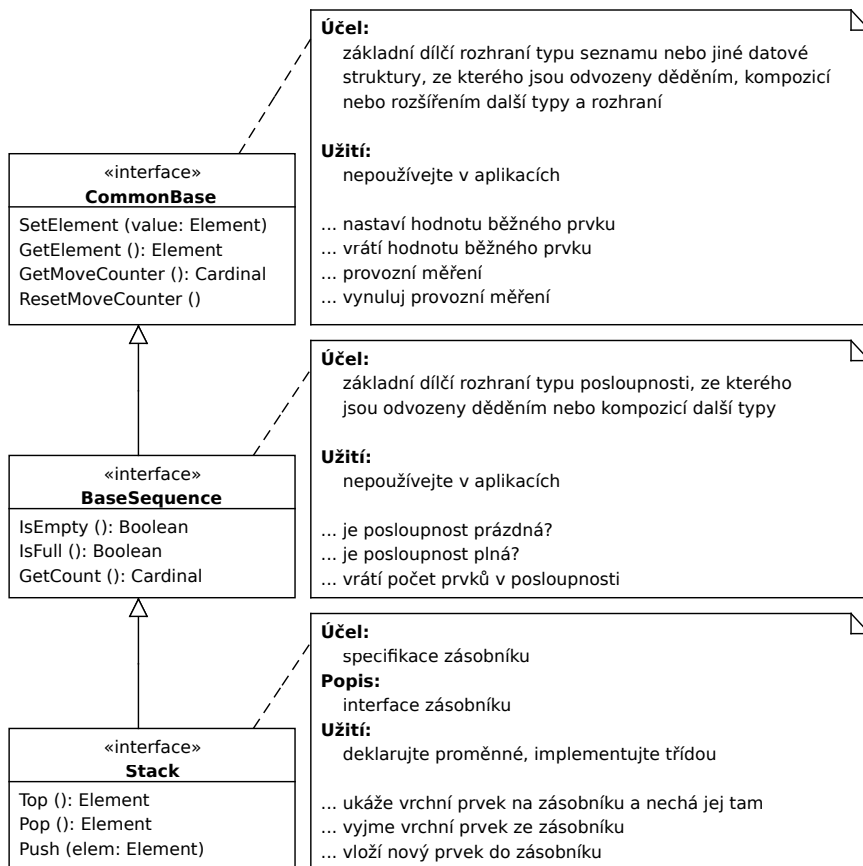 Účel:
základní dílčí rozhraní typu seznamu nebo jiné datové
struktury, ze kterého jsou odvozeny děděním, kompozicí
nebo rozšířením další typy a rozhraní
Užití:
nepoužívejte v aplikacích
... nastaví hodnotu běžného prvku
... vrátí hodnotu běžného prvku
... provozní měření
... vynuluj provozní měření
«interface»
CommonBase
SetElement (value: Element)
GetElement (): Element
GetMoveCounter (): Cardinal
ResetMoveCounter ()
Účel:
základní dílčí rozhraní typu posloupnosti, ze kterého
jsou odvozeny děděním nebo kompozicí další typy
Užití:
nepoužívejte v aplikacích
... je posloupnost prázdná?
... je posloupnost plná?
... vrátí počet prvků v posloupnosti
«interface»
BaseSequence
IsEmpty (): Boolean
IsFull (): Boolean
GetCount (): Cardinal
Účel:
specifikace zásobníku
Popis:
interface zásobníku
Užití:
deklarujte proměnné, implementujte třídou
... ukáže vrchní prvek na zásobníku a nechá jej tam
... vyjme vrchní prvek ze zásobníku
... vloží nový prvek do zásobníku
«interface»
Stack
Top (): Element
Pop (): Element
Push (elem: Element)